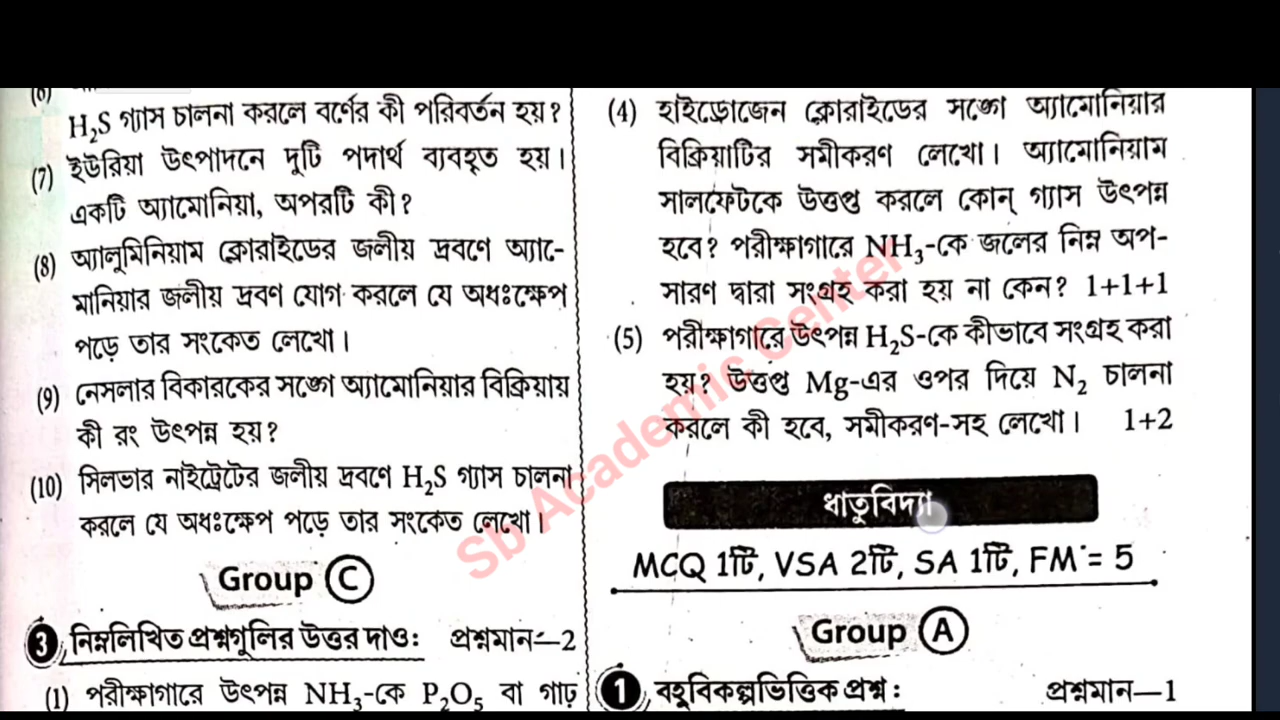 (6)
H₂S গ্যাস চালনা করলে বর্ণের কী পরিবর্তন হয়?
(7) ইউরিয়া উৎপাদনে দুটি পদার্থ ব্যবহৃত হয়।
একটি অ্যামোনিয়া, অপরটি কী?
(8) অ্যালুমিনিয়াম ক্লোরাইডের জলীয় দ্রবণে অ্যামো-
মানিয়ার জলীয় দ্রবণ যোগ করলে যে অধঃক্ষেপ
পড়ে তার সংকেত লেখো।
(9) নেসলার বিকারকের সঙ্গে অ্যামোনিয়ার বিক্রিয়ায়
কী রং উৎপন্ন হয়?
(10) সিলভার নাইট্রেটের জলীয় দ্রবণে H₂S গ্যাস চালনা
করলে যে অধঃক্ষেপ পড়ে তার সংকেত লেখো।
Group C
3 নিম্নলিখিত প্রশ্নগুলির উত্তর দাও: প্রশ্নমান—2
(1) পরীক্ষাগারে উৎপন্ন NH₃-কে P₂O₅ বা গাঢ়
(4) হাইড্রোজেন ক্লোরাইডের সঙ্গে অ্যামোনিয়ার
বিক্রিয়াটির সমীকরণ লেখো। অ্যামোনিয়াম
সালফেটকে উত্তপ্ত করলে কোন্ গ্যাস উৎপন্ন
হবে? পরীক্ষাগারে NH₃-কে জলের নিম্ন অপ-
সারণ দ্বারা সংগ্রহ করা হয় না কেন? 1+1+1
(5) পরীক্ষাগারে উৎপন্ন H₂S-কে কীভাবে সংগ্রহ করা
হয়? উত্তপ্ত Mg-এর ওপর দিয়ে N₂ চালনা
করলে কী হবে, সমীকরণ-সহ লেখো। 1+2
ধাতুবিদ্যা
MCQ 1টি, VSA 2টি, SA 1টি, FM = 5
Group A
1 বহুবিকল্পভিত্তিক প্রশ্ন: প্রশ্নমান—1
Sb Academic Center